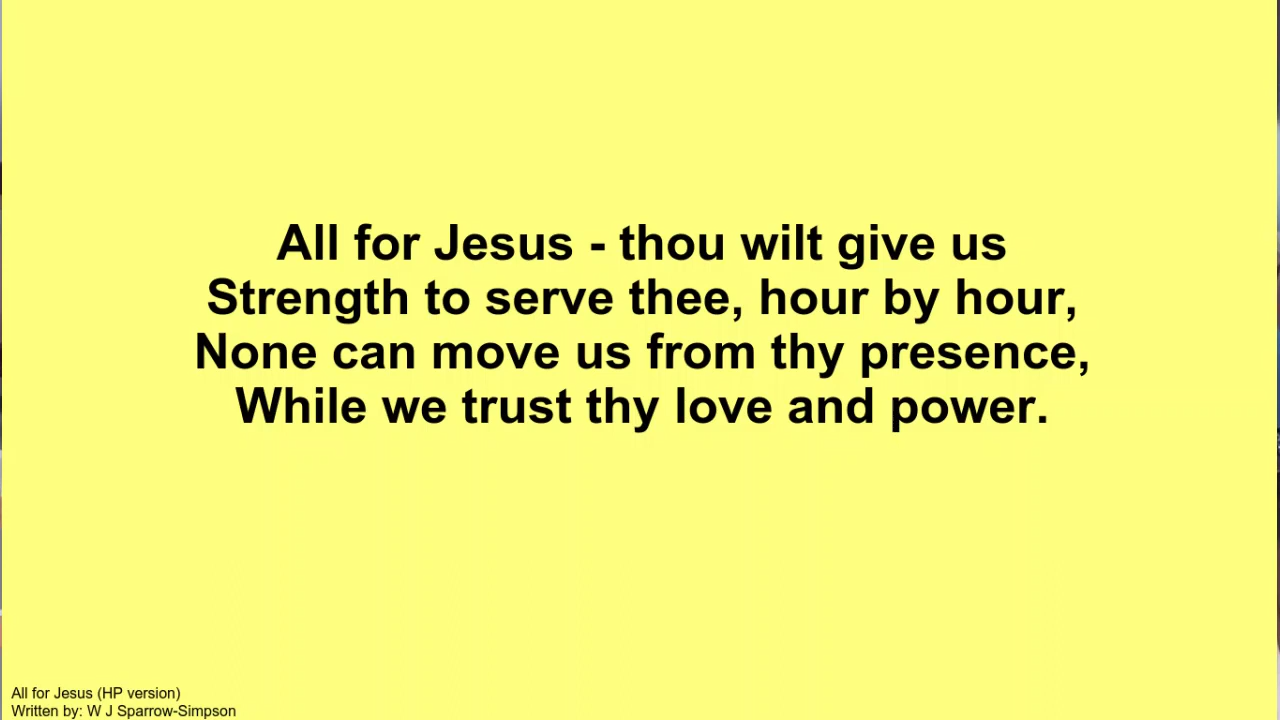 All for Jesus - thou wilt give us
Strength to serve thee, hour by hour,
None can move us from thy presence,
While we trust thy love and power.
All for Jesus (HP version)
Written by: W J Sparrow-Simpson